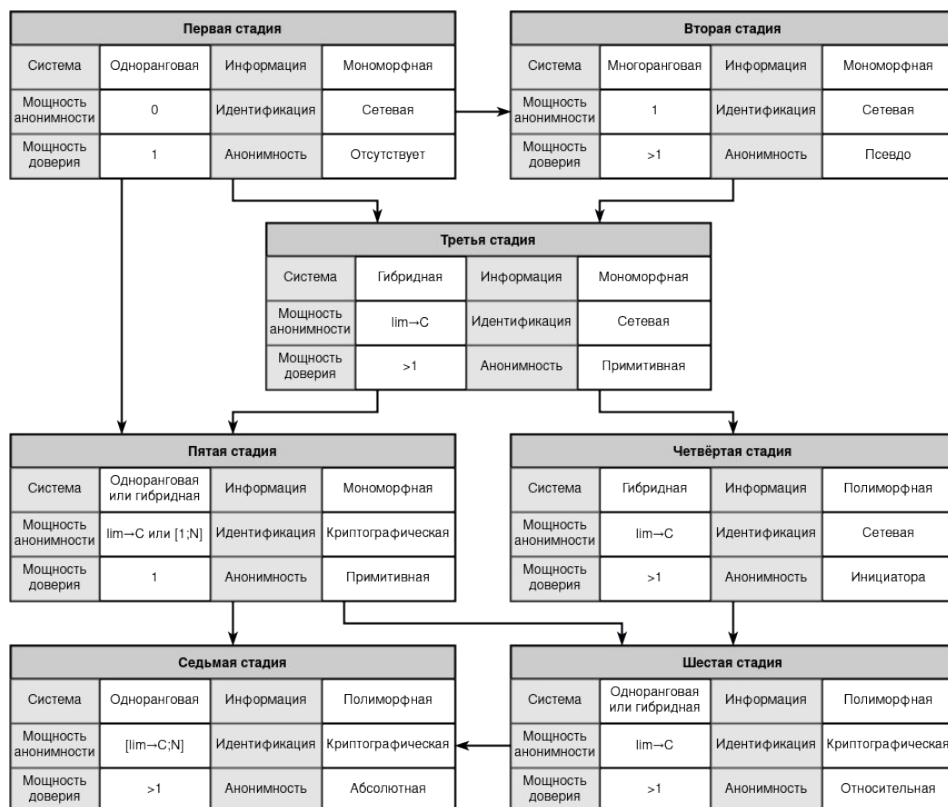 Первая стадия
Система Одноранговая Информация Мономорфная
Мощность
анонимности 0 Идентификация Сетевая
Мощность
доверия 1 Анонимность Отсутствует
Вторая стадия
Система Многоранговая Информация Мономорфная
Мощность
анонимности 1 Идентификация Сетевая
Мощность
доверия >1 Анонимность Псевдо
Третья стадия
Система Гибридная Информация Мономорфная
Мощность
анонимности lim→C Идентификация Сетевая
Мощность
доверия >1 Анонимность Примитивная
Пятая стадия
Система Одноранговая
или гибридная Информация Мономорфная
Мощность
анонимности lim→C или [1;N] Идентификация Криптографическая
Мощность
доверия 1 Анонимность Примитивная
Четвёртая стадия
Система Гибридная Информация Полиморфная
Мощность
анонимности lim→C Идентификация Сетевая
Мощность
доверия >1 Анонимность Инициатора
Седьмая стадия
Система Одноранговая Информация Полиморфная
Мощность
анонимности [lim→C;N] Идентификация Криптографическая
Мощность
доверия >1 Анонимность Абсолютная
Шестая стадия
Система Одноранговая
или гибридная Информация Полиморфная
Мощность
анонимности lim→C Идентификация Криптографическая
Мощность
доверия >1 Анонимность Относительная